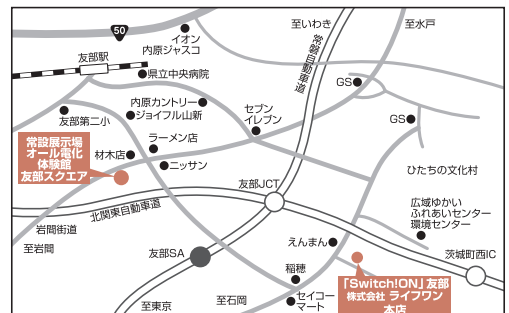 至いわき
至水戸
50
イオン
内原ジャスコ
常磐自動車道
友部駅
県立中央病院
GS
内原カントリー
ジョイフル山新
セブン
イレブン
GS
友部第二小
常設展示場
オール電化
体験館
友部スクエア
ラーメン店
材木店
ニッサン
ひたちの文化村
友部JCT
北関東自動車道
広域ゆかい
ふれあいセンター
環境センター
岩間街道
至岩間
えんまん
茨城町西IC
友部SA
稲穂
「Switch!ON」友部
株式会社 ライフワン
本店
至東京
至石岡
セイコー
マート